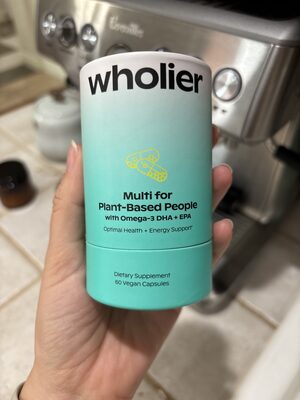 Breville
wholier
Multi for
Plant-Based People
with Omega-3 DHA + EPA
Optimal Health + Energy Support*
Dietary Supplement
60 Vegan Capsules